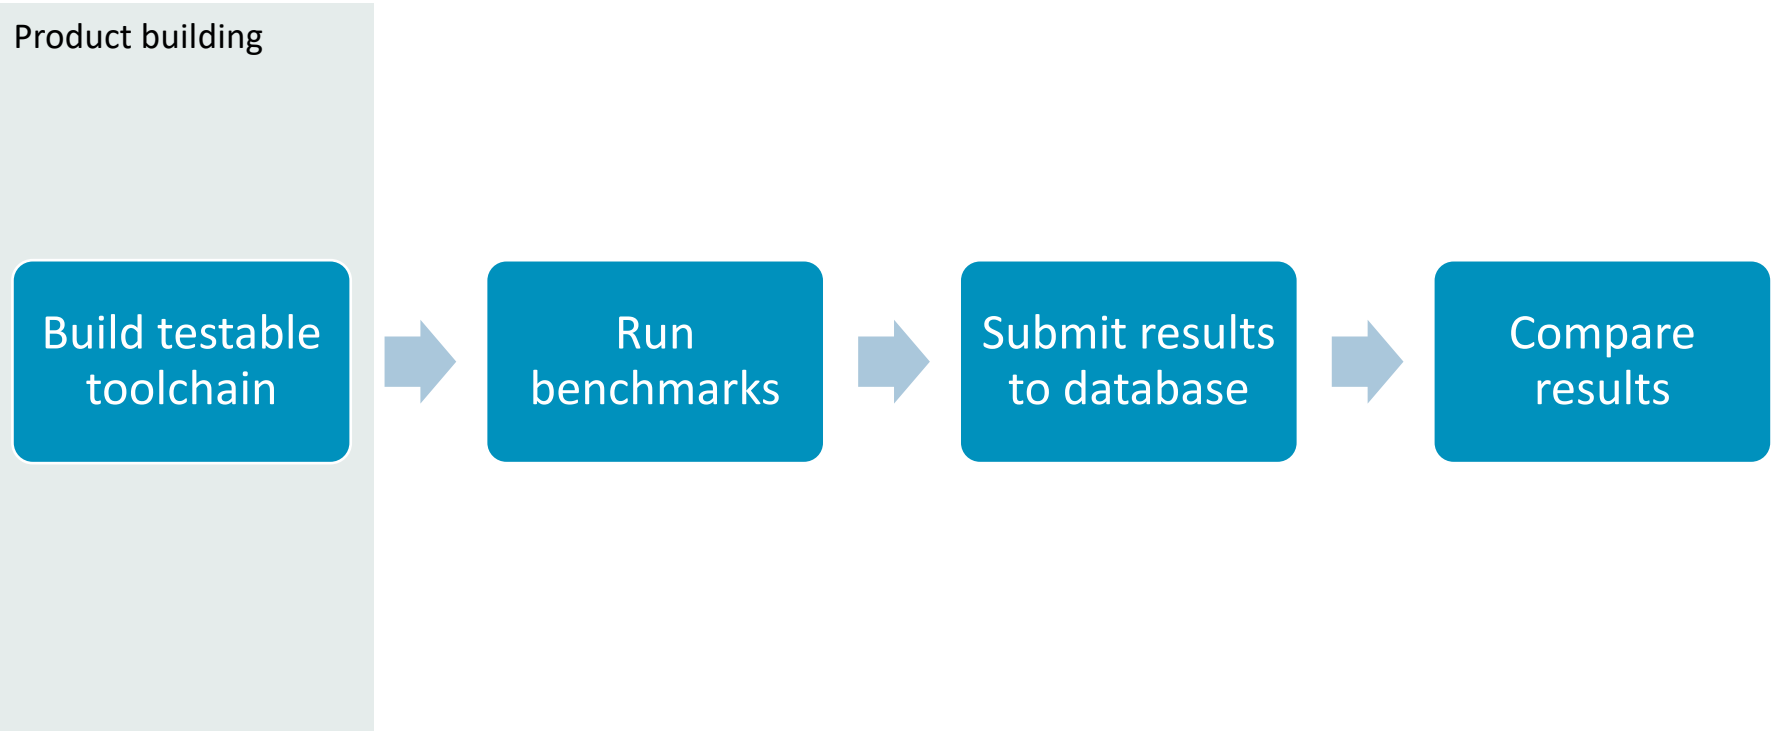 Product building
Build testable
toolchain
Run
benchmarks
Submit results
to database
Compare
results